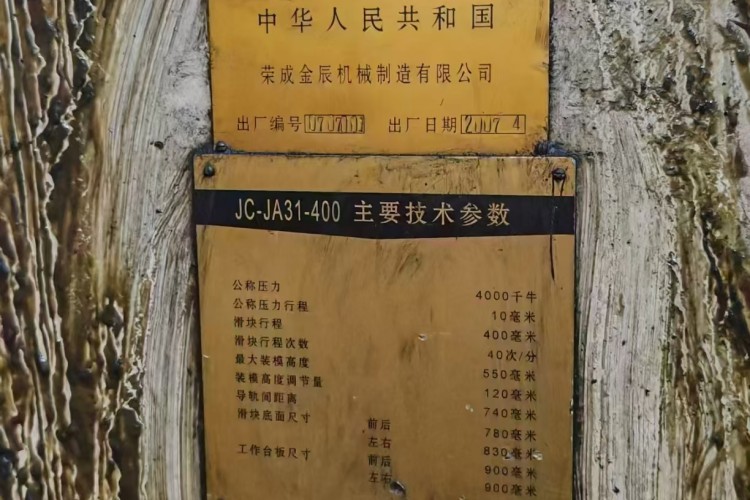 中华人民共和国
荣成金辰机械制造有限公司
出厂编号 0707107 出厂日期 2007 4
JC-JA31-400 主要技术参数
公称压力 4000千牛
公称压力行程 10毫米
滑块行程 400毫米
滑块行程次数 40次/分
最大装模高度 550毫米
装模高度调节量 120毫米
导轨间距离 740毫米
滑块底面尺寸 前后 780毫米
左右 830毫米
工作台板尺寸 前后 900毫米
左右 900毫米